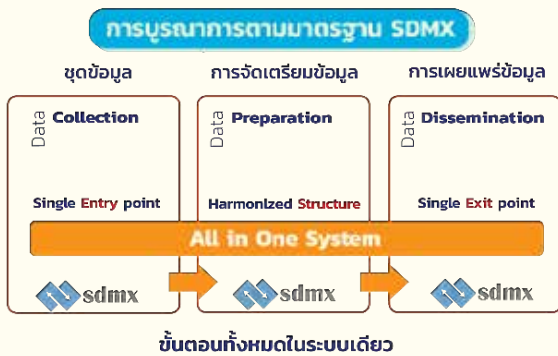 การบูรณาการตามมาตรฐาน SDMX
ชุดข้อมูล
การจัดเตรียมข้อมูล
การเผยแพร่ข้อมูล
Data Collection
Data Preparation
Data Dissemination
Single Entry point
Harmonized Structure
Single Exit point
All in One System
sdmx
sdmx
sdmx
ขั้นตอนทั้งหมดในระบบเดียว